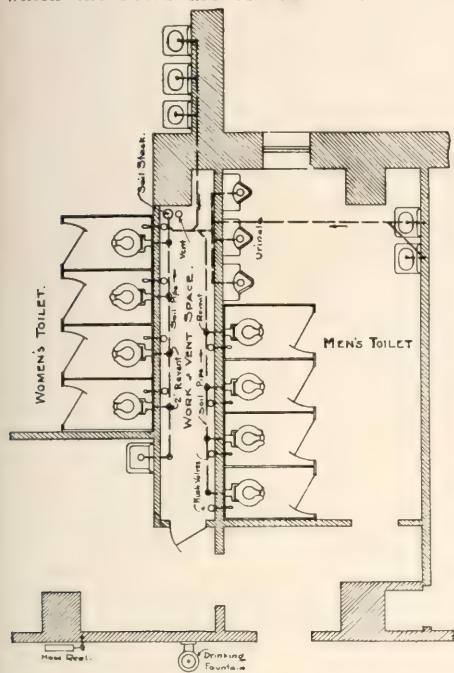 Soil Stack.
Vent
Urinals
WOMEN'S TOILET.
Soil Pipe
Revent
WORK & VENT SPACE.
2" Revent
Soil Pipe
MEN'S TOILET
Flush Valves
Hose Reel.
Drinking
Fountain